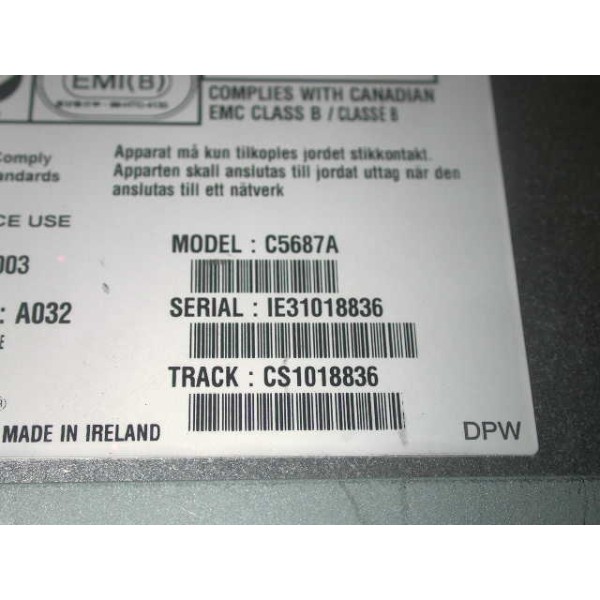 EMI(B)
COMPLIES WITH CANADIAN
EMC CLASS B / CLASSÉ B
Comply
andards
Apparat må kun tilkoples jordet stikkontakt.
Apparten skall anslutas till jordat uttag när den
anslutas till ett nätverk
CE USE
003
: A032
E
MODEL : C5687A
SERIAL : IE31018836
TRACK : CS1018836
MADE IN IRELAND
DPW